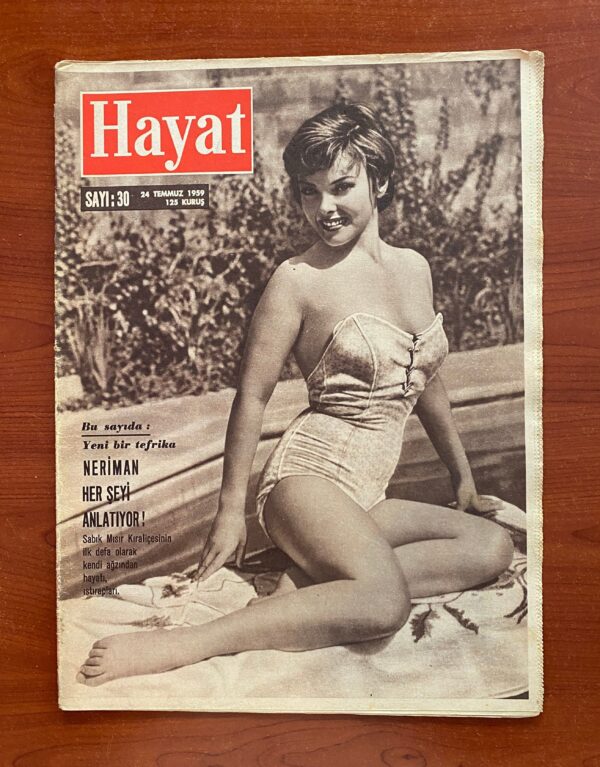 Hayat
SAYI: 30
24 TEMMUZ 1959
125 KURUŞ
Bu sayıda :
Yeni bir tefrika
NERİMAN
HER ŞEYİ
ANLATIYOR!
Sabık Mısır Kıraliçesinin
ilk defa olarak
kendi ağzından
hayatı,
ıstırapları.